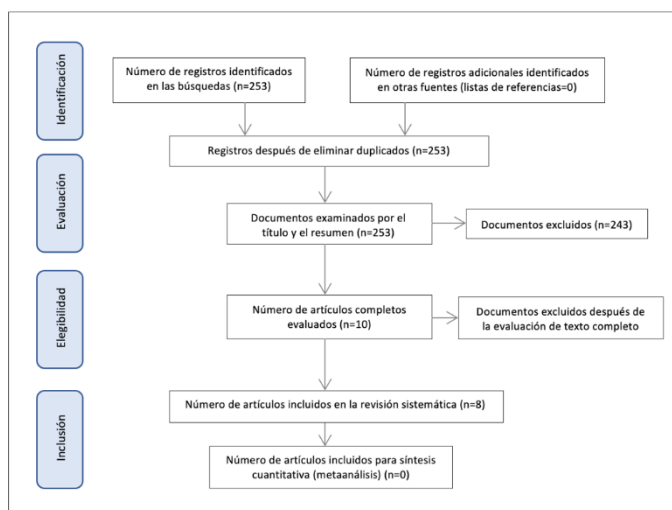 Identificación
Número de registros identificados
en las búsquedas (n=253)
Número de registros adicionales identificados
en otras fuentes (listas de referencias=0)
Registros después de eliminar duplicados (n=253)
Evaluación
Documentos examinados por el
título y el resumen (n=253)
Documentos excluidos (n=243)
Elegibilidad
Número de artículos completos
evaluados (n=10)
Documentos excluidos después de
la evaluación de texto completo
Inclusión
Número de artículos incluidos en la revisión sistemática (n=8)
Número de artículos incluidos para síntesis
cuantitativa (metaanálisis) (n=0)